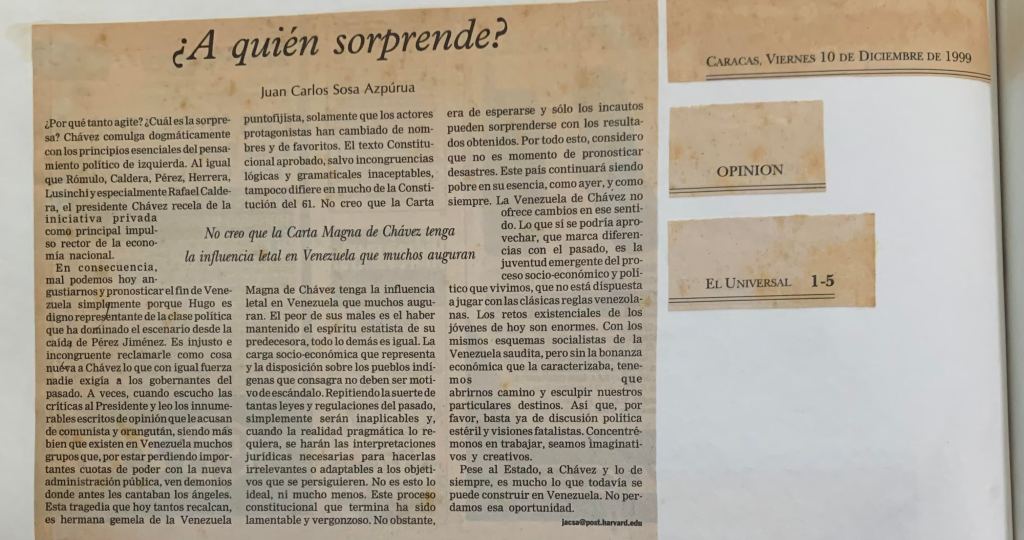 ¿A quién sorprende?
Juan Carlos Sosa Azpúrua
¿Por qué tanto agite? ¿Cuál es la sorpre-
sa? Chávez comulga dogmáticamente
con los principios esenciales del pensa-
miento político de izquierda. Al igual
que Rómulo, Caldera, Pérez, Herrera,
Lusinchi y especialmente Rafael Calde-
ra, el presidente Chávez recela de la
iniciativa privada
como principal impul-
so rector de la econo-
mía nacional.
En consecuencia,
mal podemos hoy an-
gustiarnos y pronosticar el fin de Vene-
zuela simplemente porque Hugo es
digno representante de la clase política
que ha dominado el escenario desde la
caída de Pérez Jiménez. Es injusto e
incongruente reclamarle como cosa
nueva a Chávez lo que con igual fuerza
nadie exigía a los gobernantes del
pasado. A veces, cuando escucho las
críticas al Presidente y leo los innume-
rables escritos de opinión que le acusan
de comunista y orangután, siendo más
bien que existen en Venezuela muchos
grupos que, por estar perdiendo impor-
tantes cuotas de poder con la nueva
administración pública, ven demonios
donde antes les cantaban los ángeles.
Esta tragedia que hoy tantos recalcan,
es hermana gemela de la Venezuela
puntofijista, solamente que los actores
protagonistas han cambiado de nom-
bres y de favoritos. El texto Constitu-
cional aprobado, salvo incongruencias
lógicas y gramaticales inaceptables,
tampoco difiere en mucho de la Consti-
tución del 61. No creo que la Carta
No creo que la Carta Magna de Chávez tenga
la influencia letal en Venezuela que muchos auguran
Magna de Chávez tenga la influencia
letal en Venezuela que muchos augu-
ran. El peor de sus males es el haber
mantenido el espíritu estatista de su
predecesora, todo lo demás es igual. La
carga socio-económica que representa
y la disposición sobre los pueblos indí-
genas que consagra no deben ser moti-
vo de escándalo. Repitiendo la suerte de
tantas leyes y regulaciones del pasado,
simplemente serán inaplicables y,
cuando la realidad pragmática lo re-
quiera, se harán las interpretaciones
jurídicas necesarias para hacerlas
irrelevantes o adaptables a los objeti-
vos que se persiguieren. No es esto lo
ideal, ni mucho menos. Este proceso
constitucional que termina ha sido
lamentable y vergonzoso. No obstante,
era de esperarse y sólo los incautos
pueden sorprenderse con los resulta-
dos obtenidos. Por todo esto, considero
que no es momento de pronosticar
desastres. Este país continuará siendo
pobre en su esencia, como ayer, y como
siempre. La Venezuela de Chávez no
ofrece cambios en ese senti-
do. Lo que sí se podría apro-
vechar, que marca diferen-
cias con el pasado, es la
juventud emergente del pro-
ceso socio-económico y polí-
tico que vivimos, que no está dispuesta
a jugar con las clásicas reglas venezola-
nas. Los retos existenciales de los
jóvenes de hoy son enormes. Con los
mismos esquemas socialistas de la
Venezuela saudita, pero sin la bonanza
económica que la caracterizaba, tene-
mos que
abrirnos camino y esculpir nuestros
particulares destinos. Así que, por
favor, basta ya de discusión política
estéril y visiones fatalistas. Concentré-
monos en trabajar, seamos imaginati-
vos y creativos.
Pese al Estado, a Chávez y lo de
siempre, es mucho lo que todavía se
puede construir en Venezuela. No per-
damos esa oportunidad.
jacsa@post.harvard.edu
CARACAS, VIERNES 10 DE DICIEMBRE DE 1999
OPINION
EL UNIVERSAL 1-5